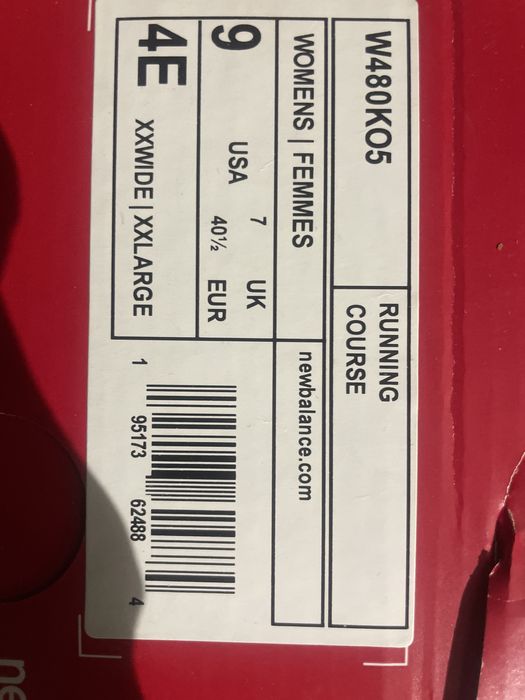 W480KO5
RUNNING
COURSE
WOMENS | FEMMES
newbalance.com
9 USA 7 UK
40½ EUR
4E XXWIDE | XXLARGE
1 95173 62488 4
ne